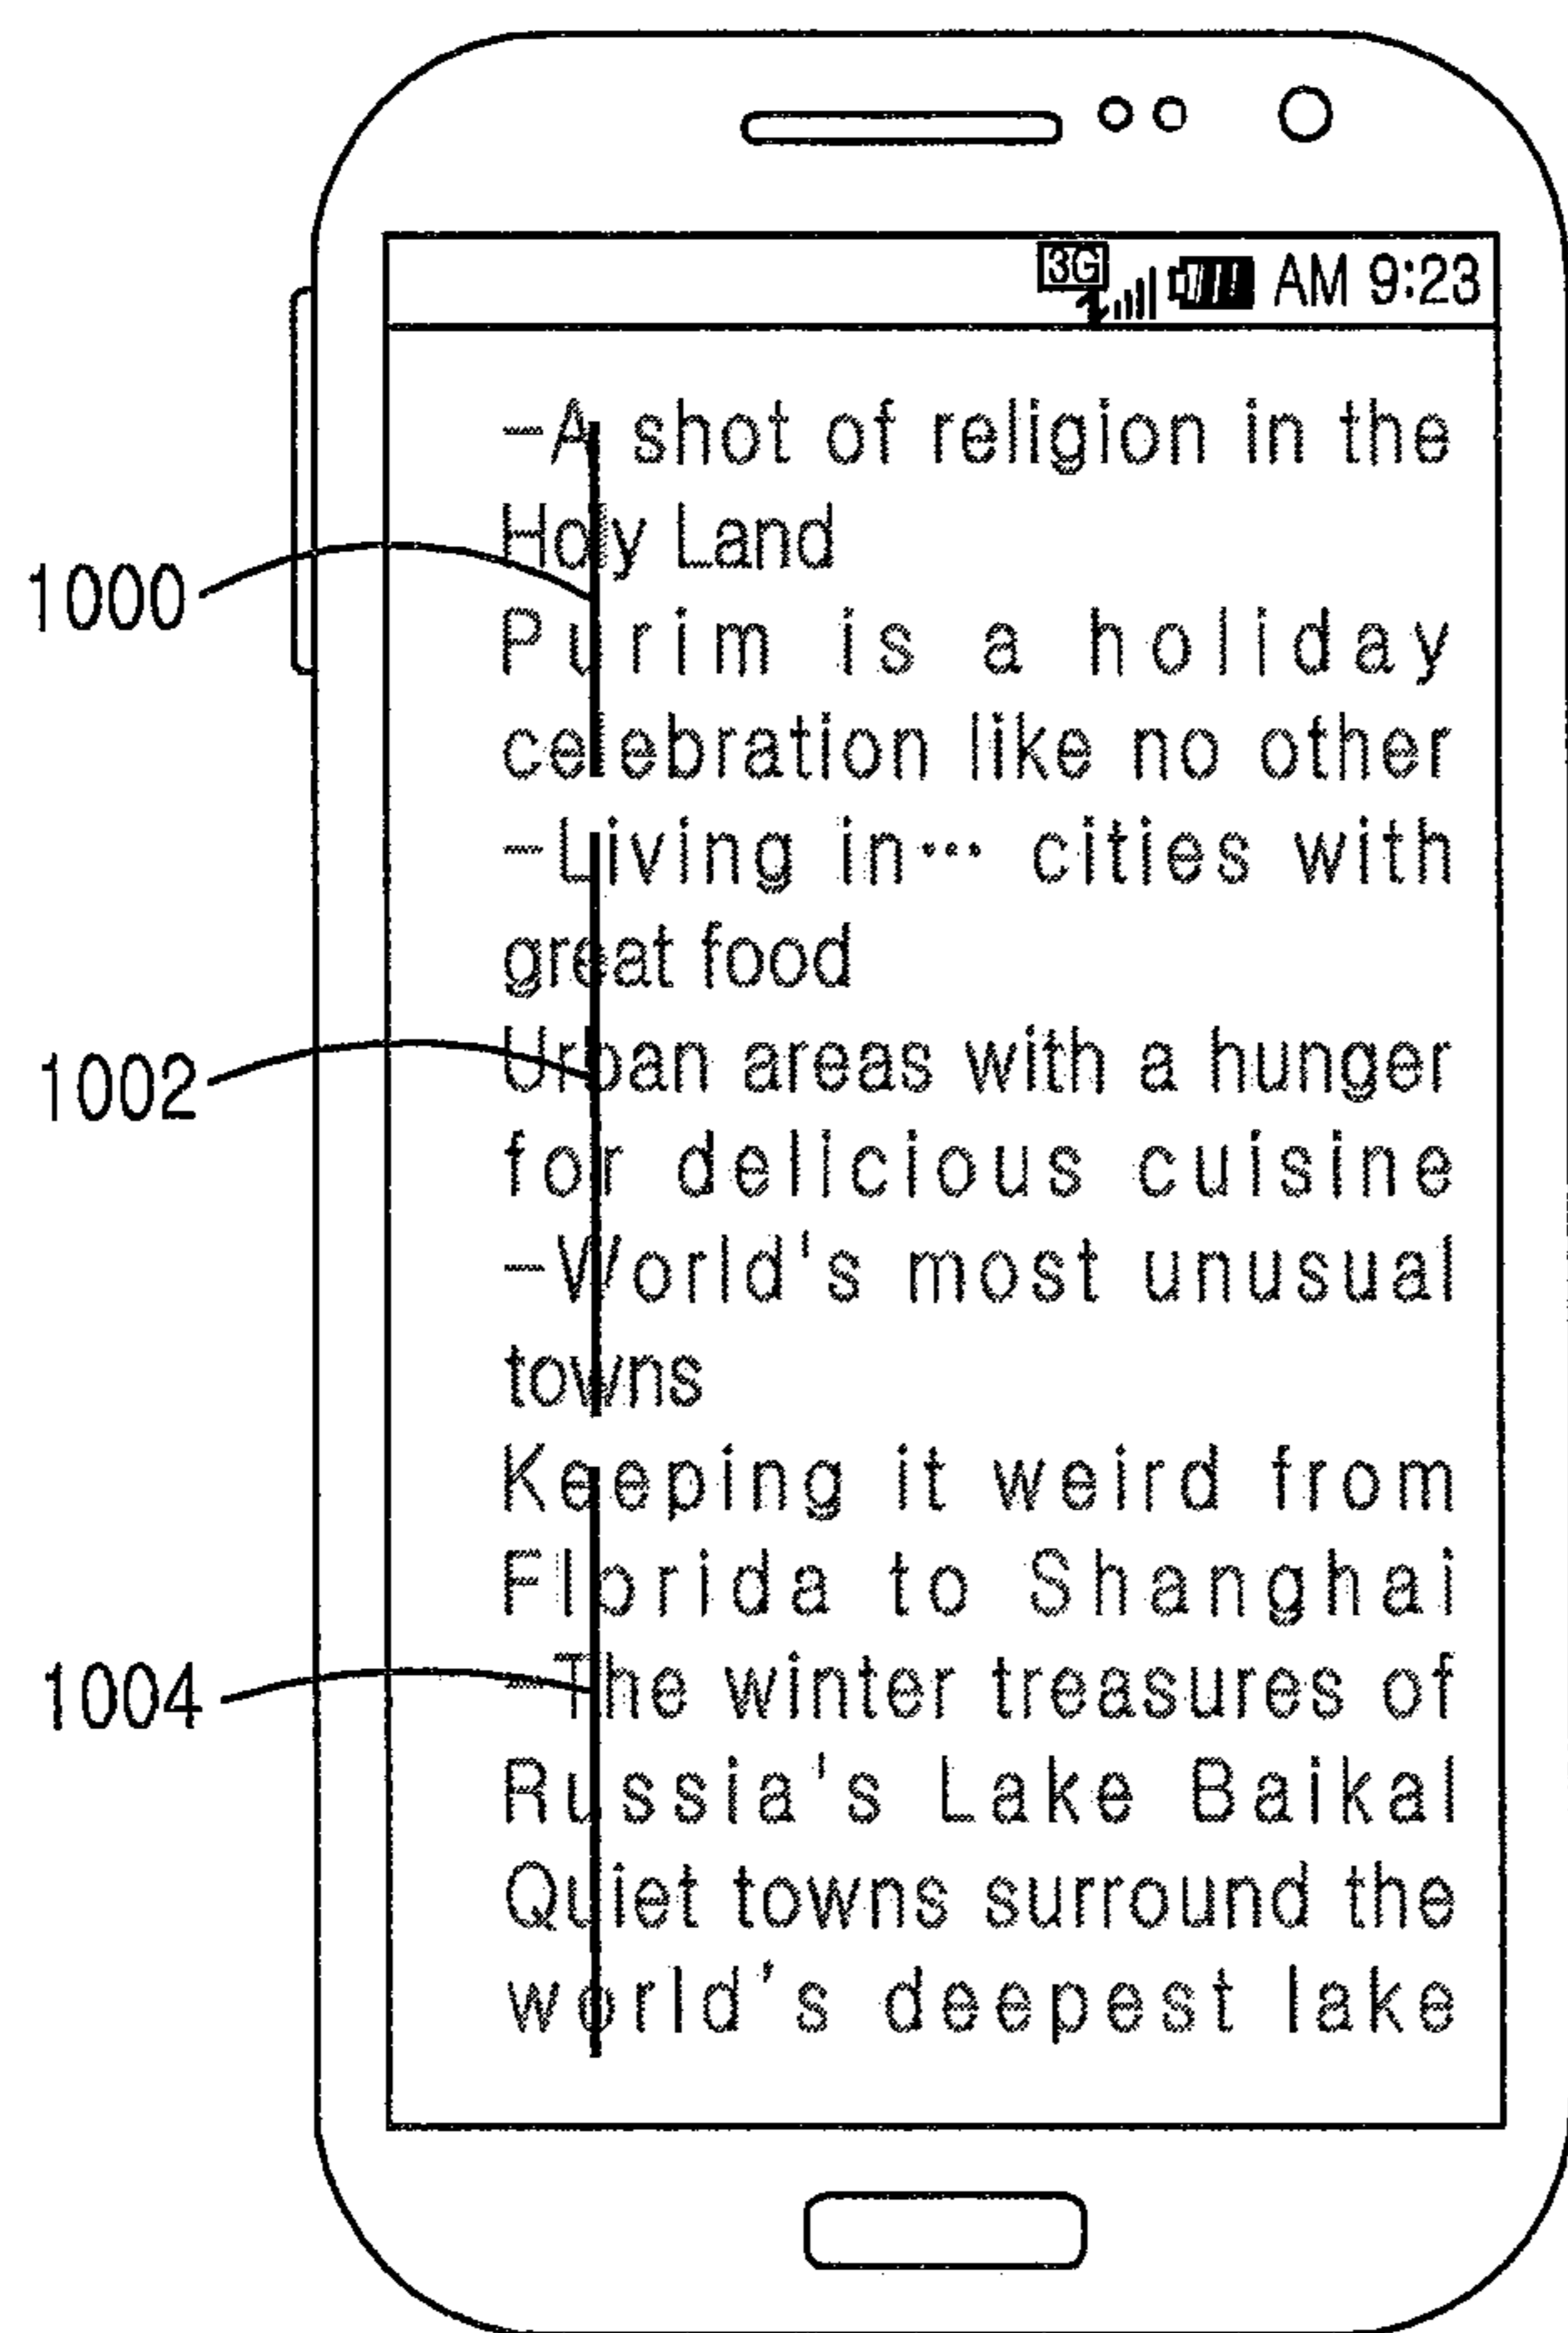 3G AM 9:23
-A shot of religion in the
Holy Land
1000
Purim is a holiday
celebration like no other
-Living in… cities with
great food
1002
Urban areas with a hunger
for delicious cuisine
-World's most unusual
towns
Keeping it weird from
Florida to Shanghai
1004
-The winter treasures of
Russia's Lake Baikal
Quiet towns surround the
world's deepest lake